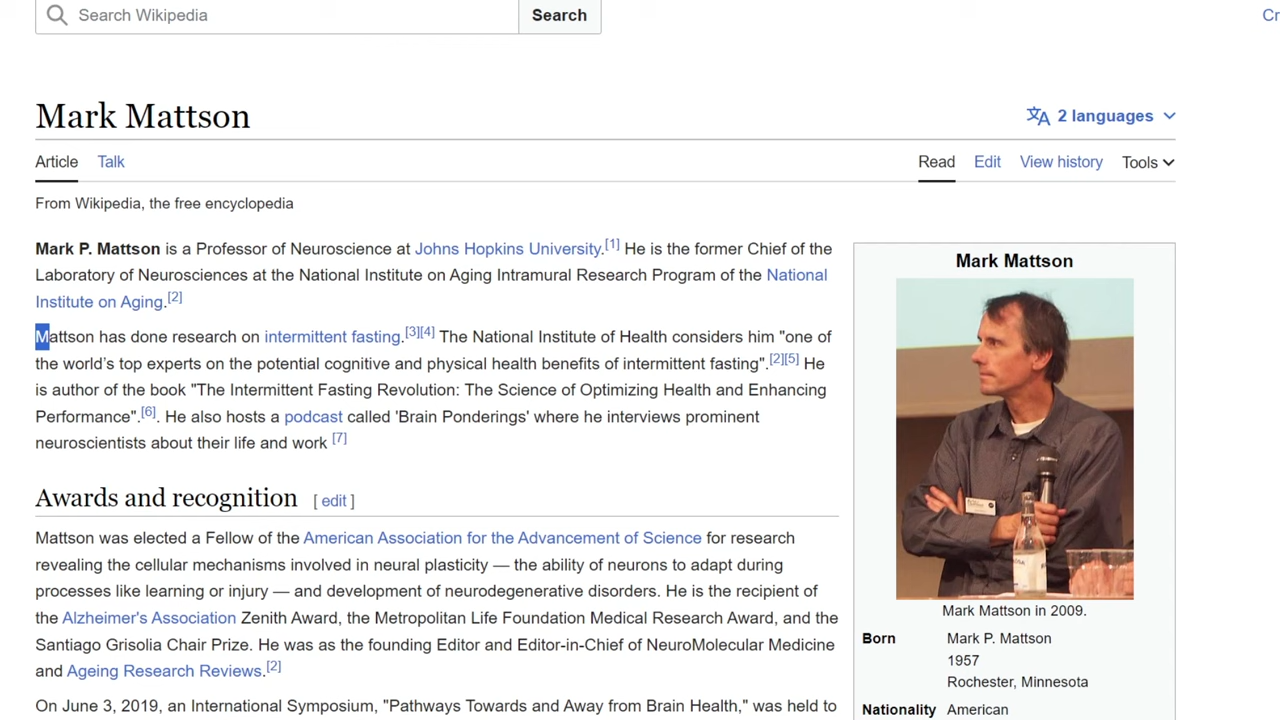 Search Wikipedia
Search
Cr
Mark Mattson
2 languages
Article Talk
Read Edit View history Tools
From Wikipedia, the free encyclopedia
Mark P. Mattson is a Professor of Neuroscience at Johns Hopkins University.[1] He is the former Chief of the
Laboratory of Neurosciences at the National Institute on Aging Intramural Research Program of the National
Institute on Aging.[2]
Mattson has done research on intermittent fasting.[3][4] The National Institute of Health considers him "one of
the world’s top experts on the potential cognitive and physical health benefits of intermittent fasting".[2][5] He
is author of the book "The Intermittent Fasting Revolution: The Science of Optimizing Health and Enhancing
Performance".[6]. He also hosts a podcast called 'Brain Ponderings' where he interviews prominent
neuroscientists about their life and work [7]
Awards and recognition [ edit ]
Mattson was elected a Fellow of the American Association for the Advancement of Science for research
revealing the cellular mechanisms involved in neural plasticity — the ability of neurons to adapt during
processes like learning or injury — and development of neurodegenerative disorders. He is the recipient of
the Alzheimer's Association Zenith Award, the Metropolitan Life Foundation Medical Research Award, and the
Santiago Grisolia Chair Prize. He was as the founding Editor and Editor-in-Chief of NeuroMolecular Medicine
and Ageing Research Reviews.[2]
On June 3, 2019, an International Symposium, "Pathways Towards and Away from Brain Health," was held to
Mark Mattson
Mark Mattson in 2009.
Born Mark P. Mattson
1957
Rochester, Minnesota
Nationality American